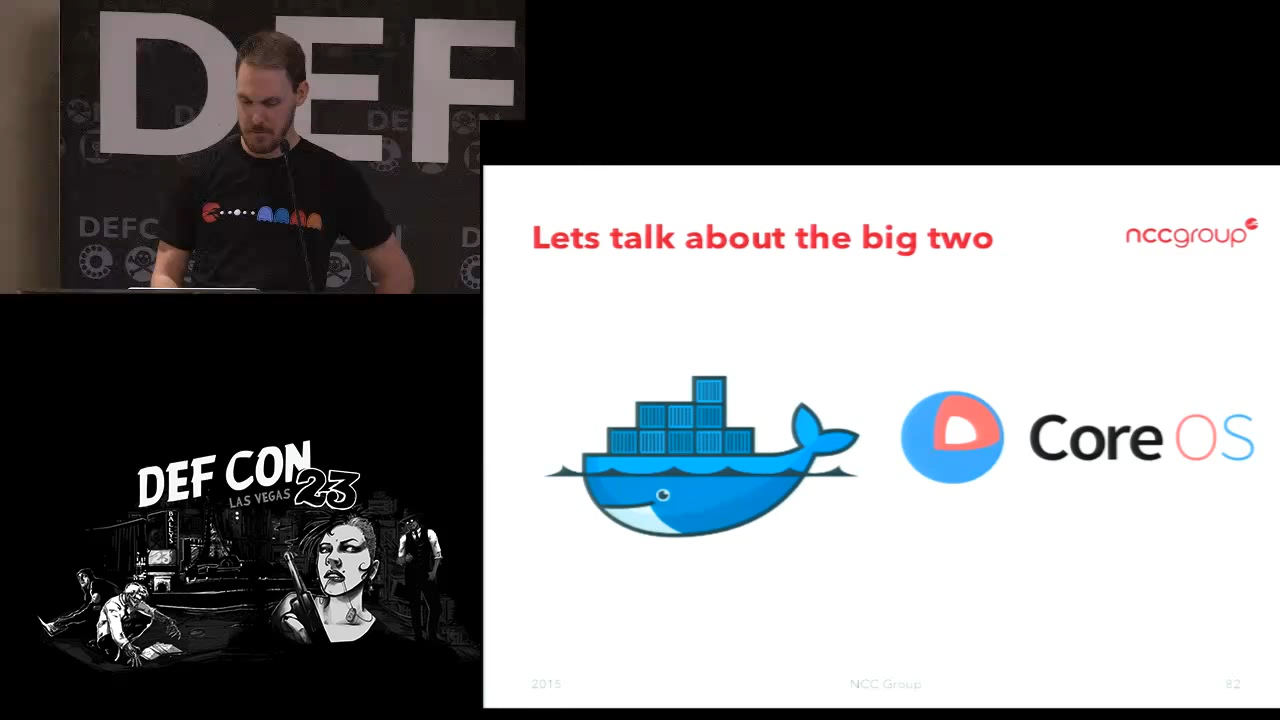 DEF
DEFC
Lets talk about the big two
nccgroup
Core OS
DEF CON
23
LAS VEGAS
BALLYS
2015
NCC Group
82